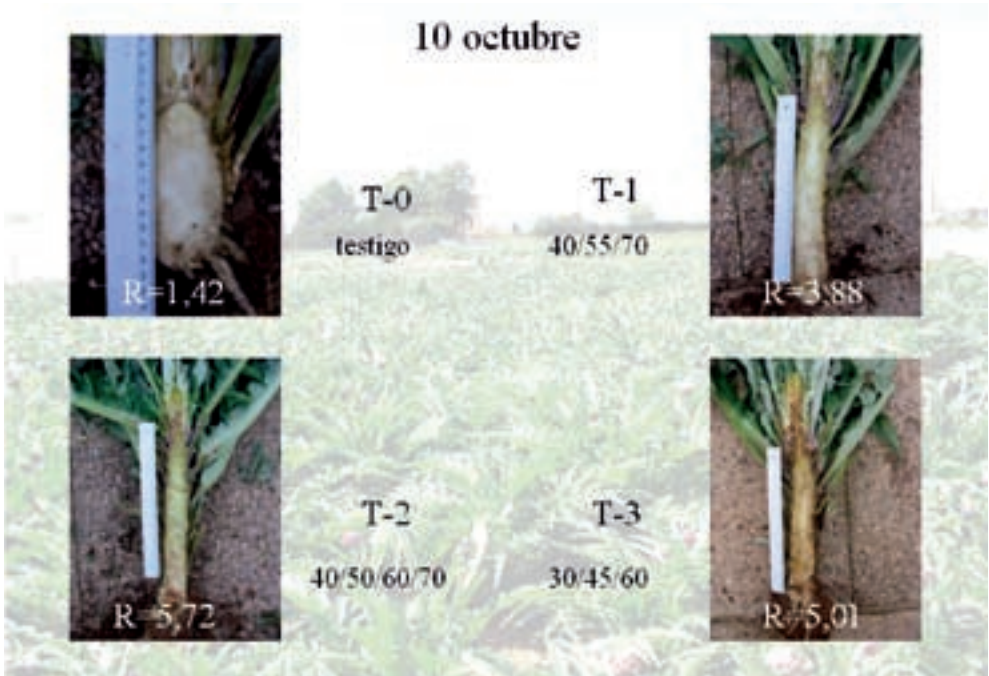 10 octubre
T-0
testigo
R=1,42
T-1
40/55/70
R=3,88
T-2
40/50/60/70
R=5,72
T-3
30/45/60
R=5,01